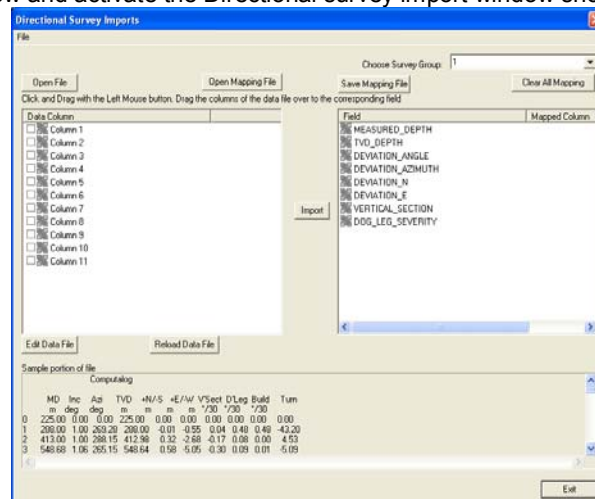 w and activate the Directional survey import window sho
Directional Survey Imports
File
Choose Survey Group: 1
Open File Open Mapping File Save Mapping File Clear All Mapping
Click and Drag with the Left Mouse button. Drag the columns of the data file over to the corresponding field
Data Column Field Mapped Column
Column 1 MEASURED_DEPTH
Column 2 TVD_DEPTH
Column 3 DEVIATION_ANGLE
Column 4 DEVIATION_AZIMUTH
Column 5 DEVIATION_N
Column 6 DEVIATION_E
Column 7 VERTICAL_SECTION
Column 8 DOG_LEG_SEVERITY
Column 9
Column 10
Column 11
Import
Edit Data File Reload Data File
Sample portion of file
Computalog
MD Inc Azi TVD +N/-S +E/-W V'Sect D'Leg Build Turn
m deg deg m m m °/30 °/30 °/30
0 225.00 0.00 0.00 225.00 0.00 0.00 0.00 0.00 0.00 0.00
1 288.00 1.00 269.28 288.00 -0.01 -0.55 0.04 0.48 0.48 -43.20
2 413.00 1.00 288.15 412.98 0.32 -2.68 -0.17 0.08 0.00 4.53
3 548.68 1.06 265.15 548.64 0.58 -5.05 -0.30 0.09 0.01 -5.09
Exit